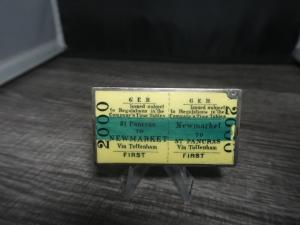 G E R
Issued subject
to Regulations in the
Company's Time Tables
St Pancras
TO
NEWMARKET
Via Tottenham
FIRST
2000
G E R
Issued subject
to Regulations in the
Company's Time Tables
Newmarket
TO
ST PANCRAS
Via Tottenham
FIRST